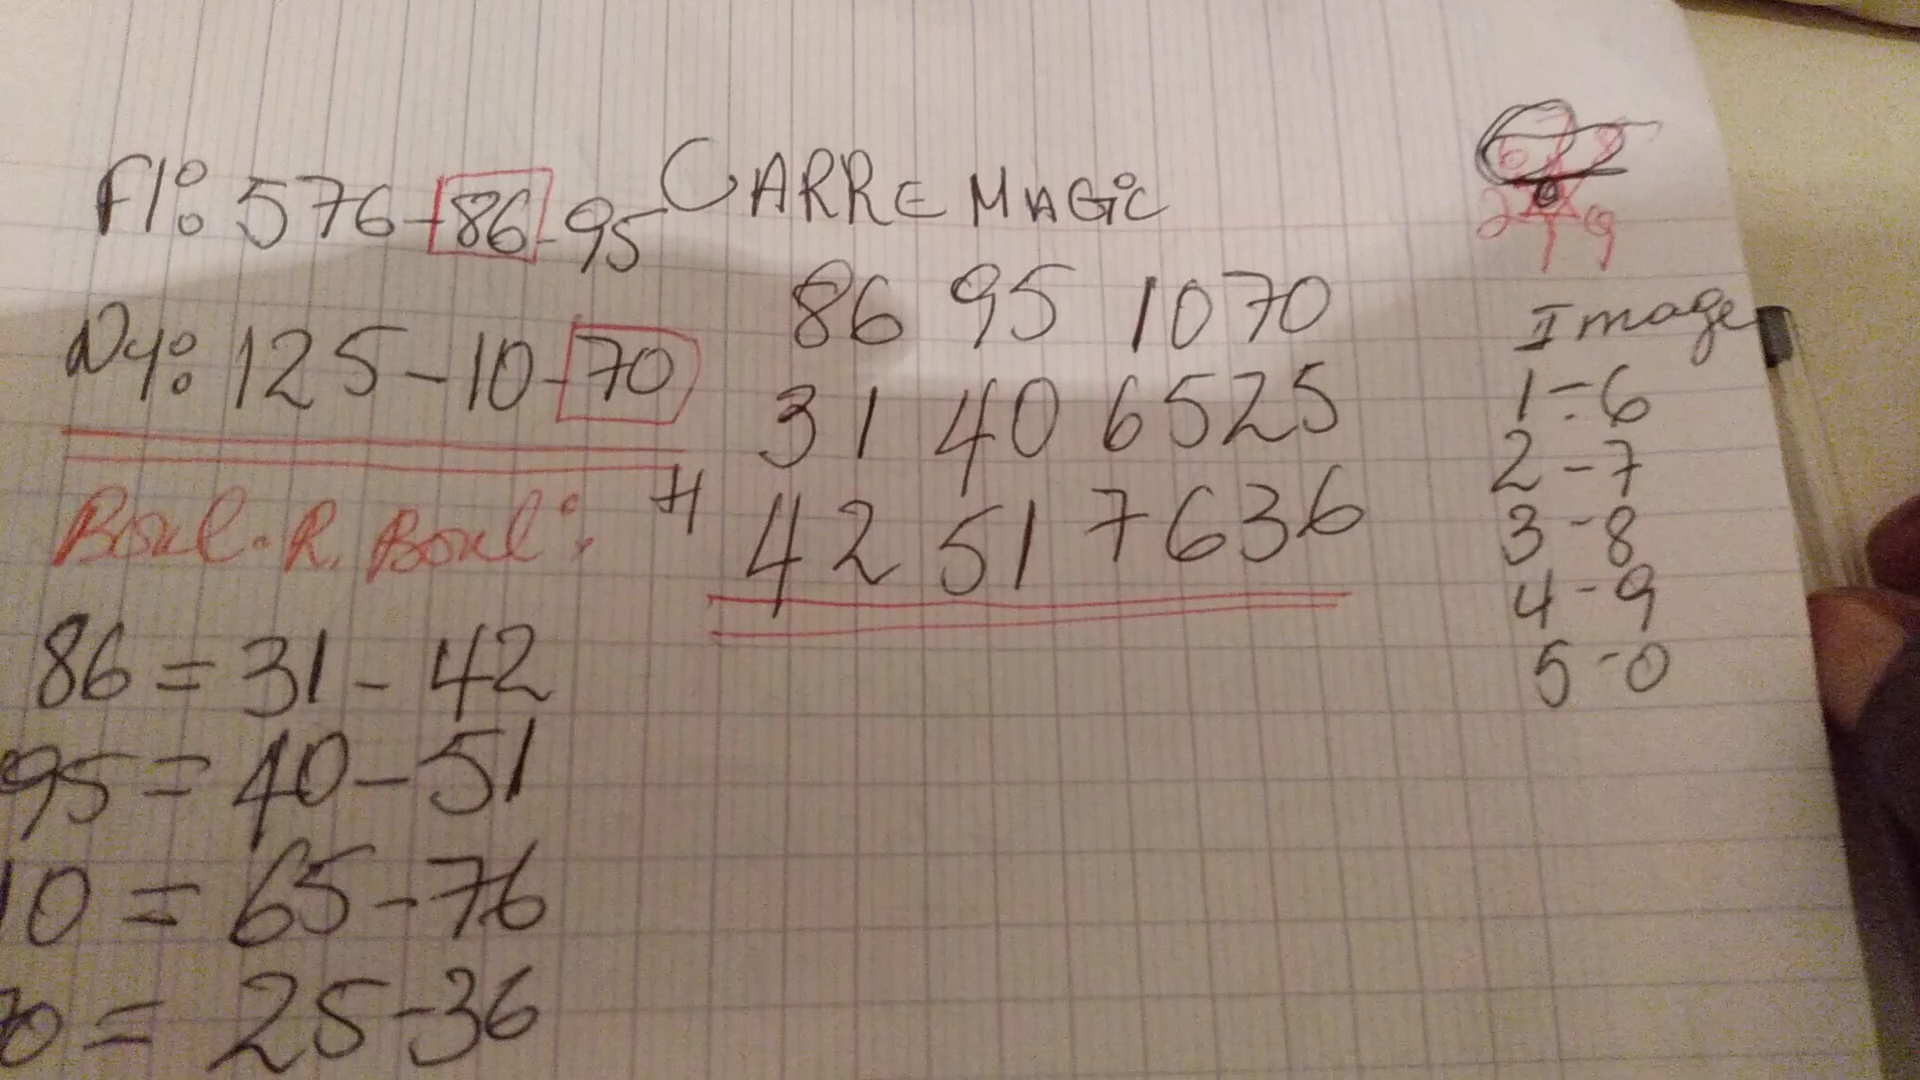 Fl: 576-86-95
Ny: 125-10-70
Boul. R. Boul:
86 = 31 - 42
95 = 40 - 51
10 = 65 - 76
70 = 25 - 36
CARRE MAGiC
86 95 10 70
31 40 65 25
42 51 76 36
Image
1 = 6
2 - 7
3 - 8
4 - 9
5 - 0